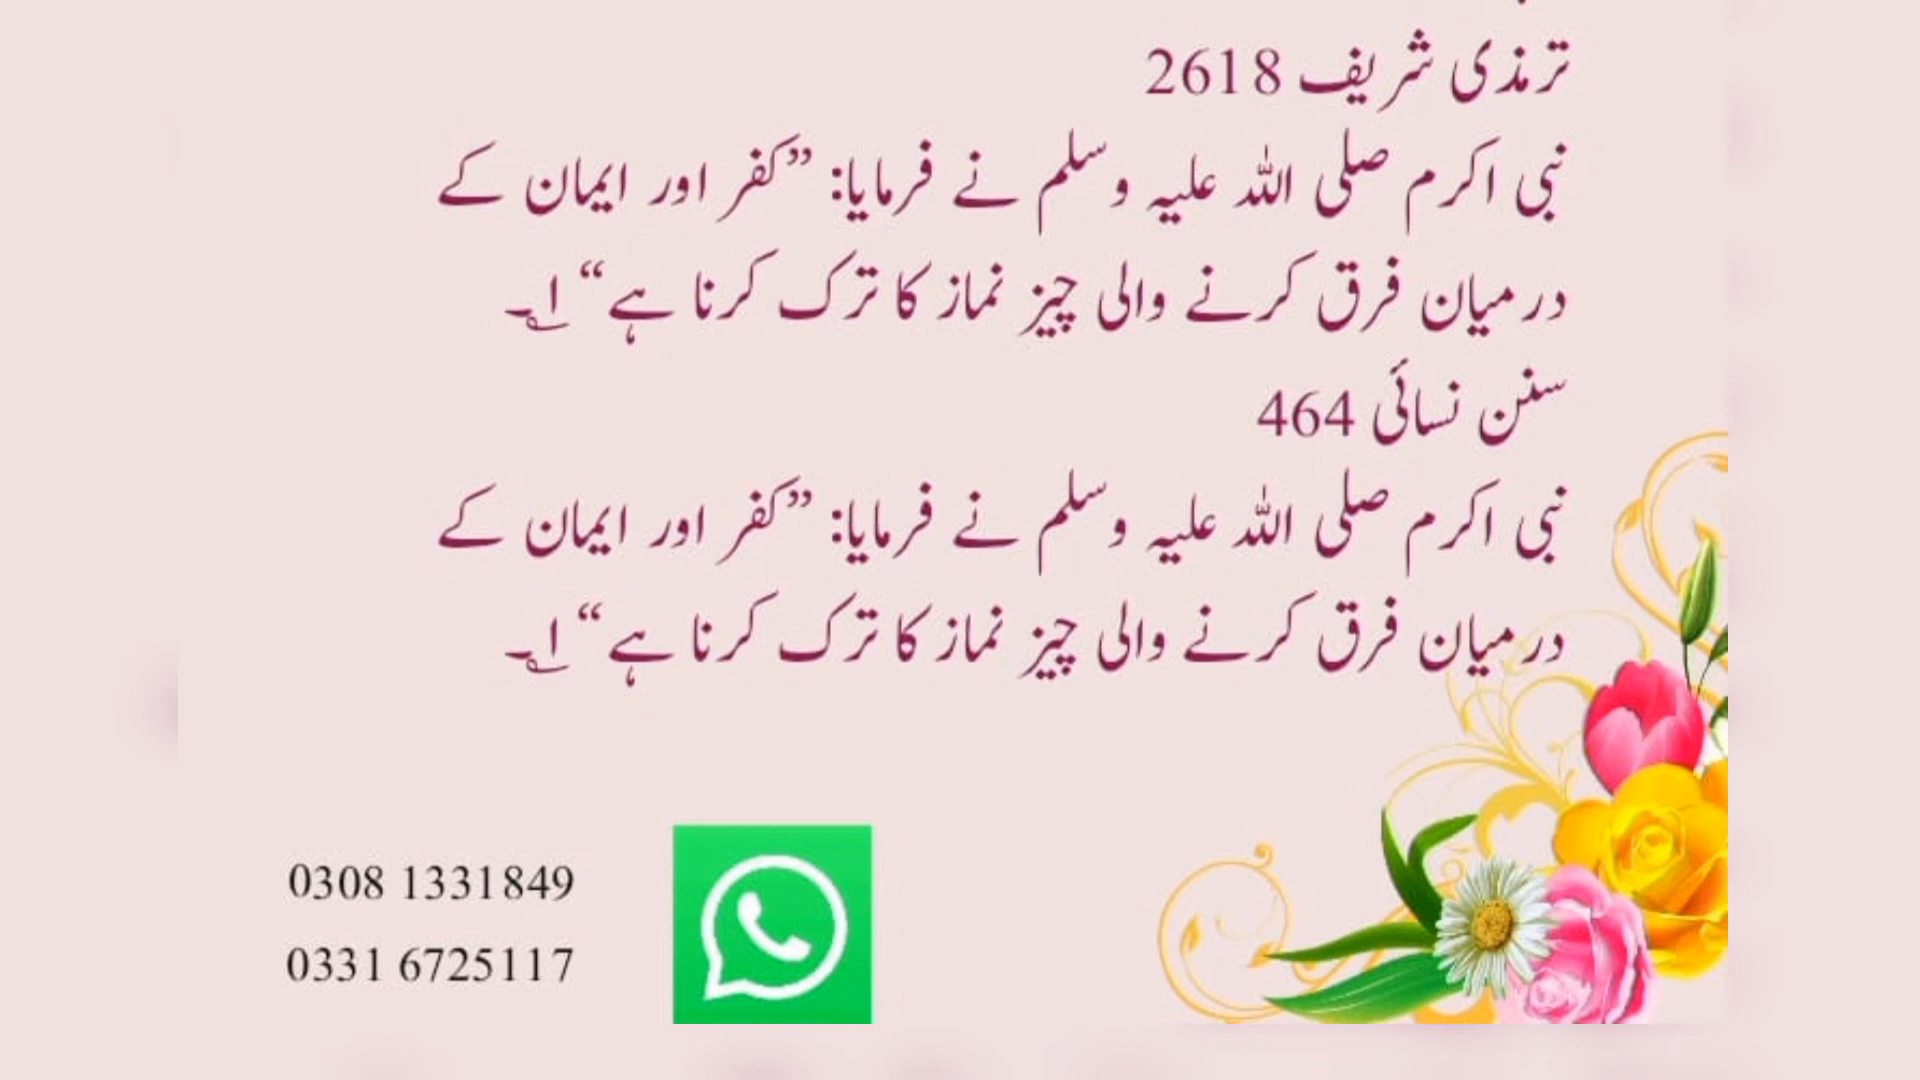 ترمذی شریف 2618
نبی اکرم صلی اللہ علیہ وسلم نے فرمایا: ”کفر اور ایمان کے
درمیان فرق کرنے والی چیز نماز کا ترک کرنا ہے“ ۱؎۔
سنن نسائی 464
نبی اکرم صلی اللہ علیہ وسلم نے فرمایا: ”کفر اور ایمان کے
درمیان فرق کرنے والی چیز نماز کا ترک کرنا ہے“ ۱؎۔
0308 1331849
0331 6725117